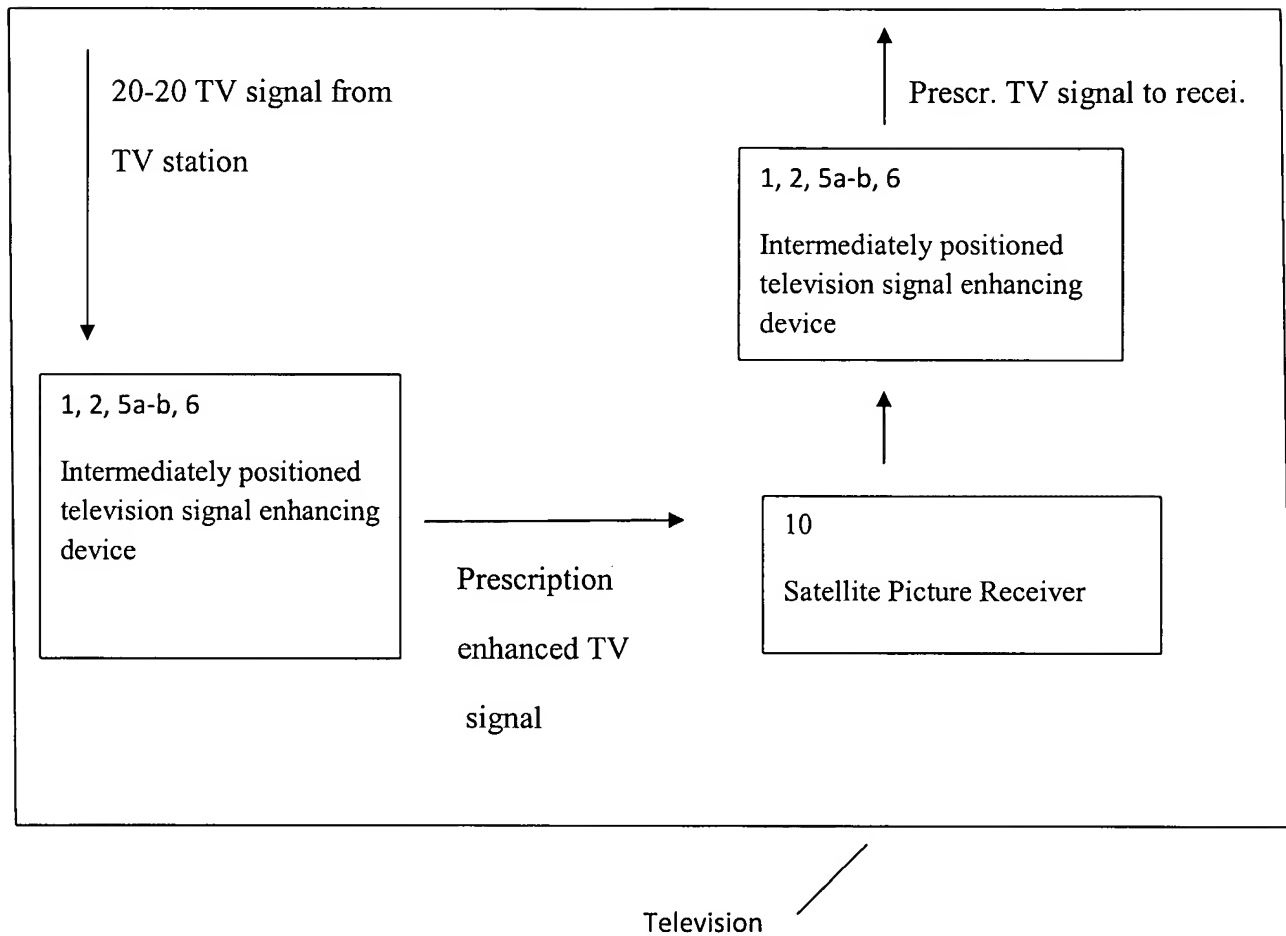 20-20 TV signal from
TV station
Prescr. TV signal to recei.
1, 2, 5a-b, 6
Intermediately positioned
television signal enhancing
device
1, 2, 5a-b, 6
Intermediately positioned
television signal enhancing
device
Prescription
enhanced TV
signal
10
Satellite Picture Receiver
Television